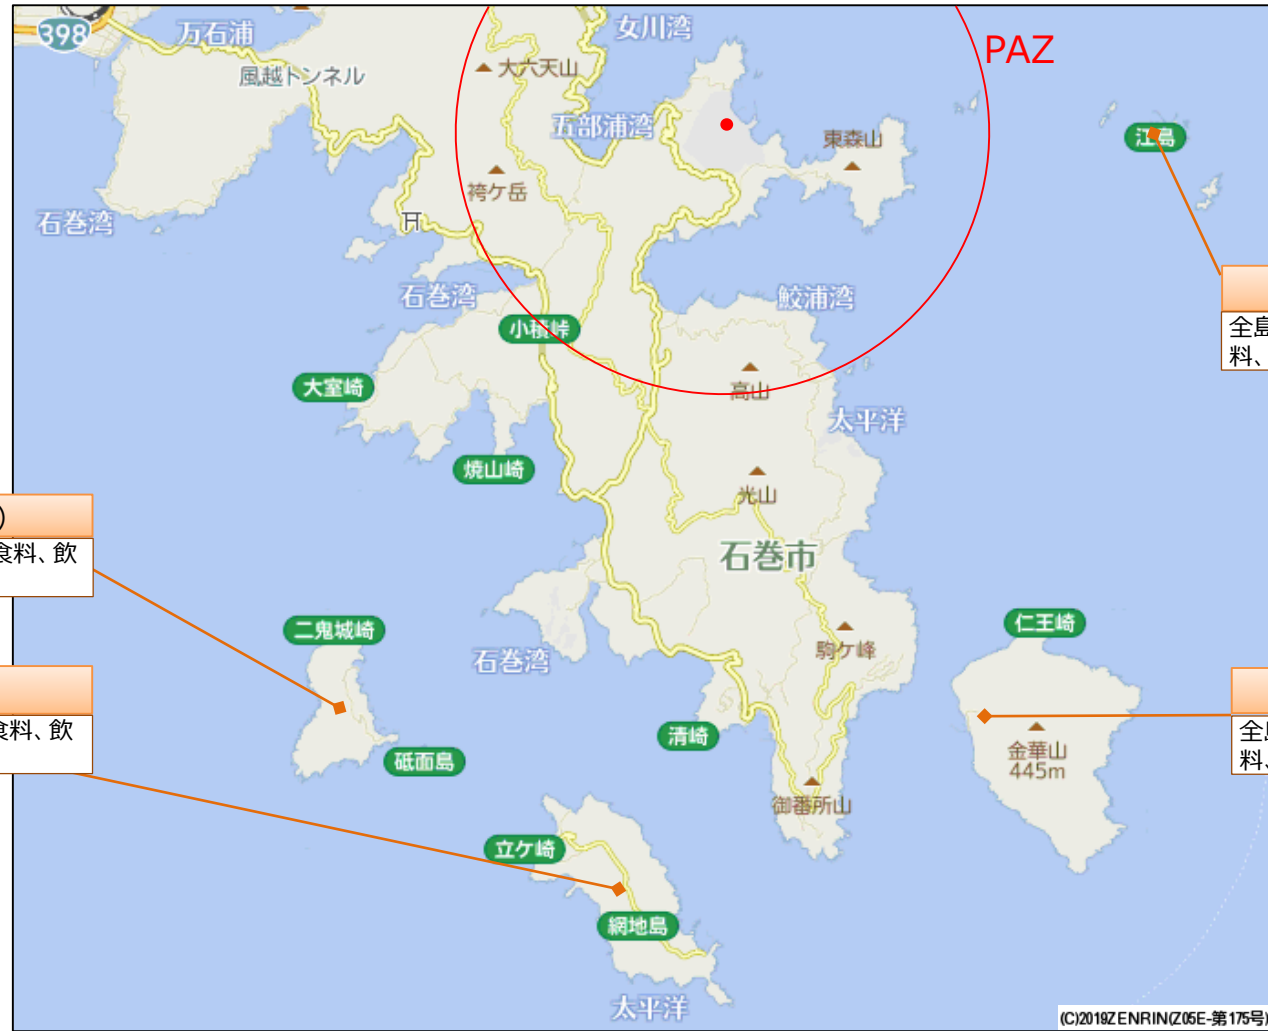 398
万石浦
女川湾
PAZ
風越トンネル
大六天山
五部浦湾
東森山
江島
袴ケ岳
石巻湾
石巻湾
鮫浦湾
小積峠
全島
料、
高山
大室崎
太平洋
焼山崎
光山
)
食料、飲
石巻市
二鬼城崎
石巻湾
駒ケ峰
仁王崎
食料、飲
清崎
全島
料、
砥面島
金華山
445m
御番所山
立ケ崎
網地島
太平洋
(C)2019ZENRIN(Z05E-第175号)